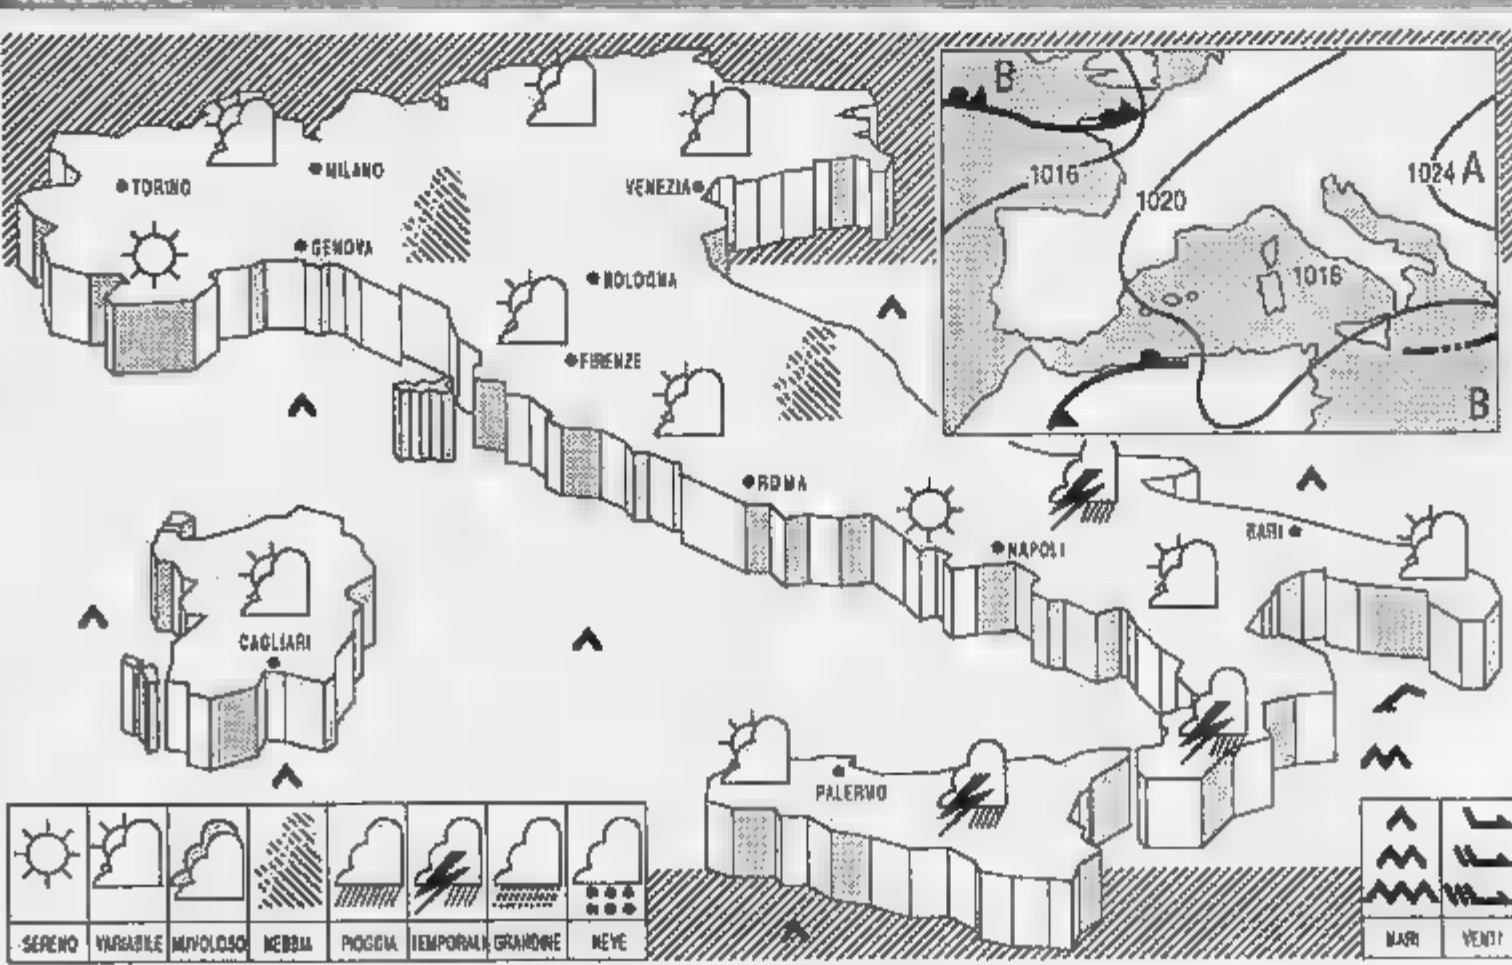 B
1016
1020
1024 A
1016
B
MILANO
TORINO
VENEZIA
GENOVA
BOLOGNA
FIRENZE
ROMA
BARI
NAPOLI
CAGLIARI
PALERMO
SERENO VARIABILE NUVOLOSO NEBBIA PIOGGIA TEMPORALI GRANDINE NEVE
MARI VENTI